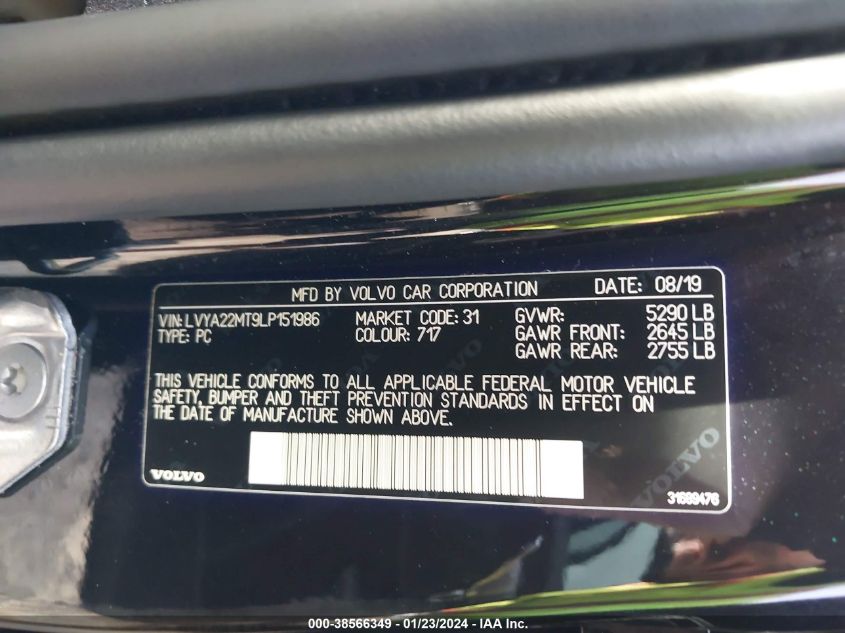 MFD BY VOLVO CAR CORPORATION DATE: 08/19
VIN: LVYA22MT9LP151986 MARKET CODE: 31 GVWR: 5290 LB
TYPE: PC COLOUR: 717 GAWR FRONT: 2645 LB
GAWR REAR: 2755 LB
THIS VEHICLE CONFORMS TO ALL APPLICABLE FEDERAL MOTOR VEHICLE
SAFETY, BUMPER AND THEFT PREVENTION STANDARDS IN EFFECT ON
THE DATE OF MANUFACTURE SHOWN ABOVE.
VOLVO
VOLVO
31699476
000-38566349 - 01/23/2024 - IAA Inc.